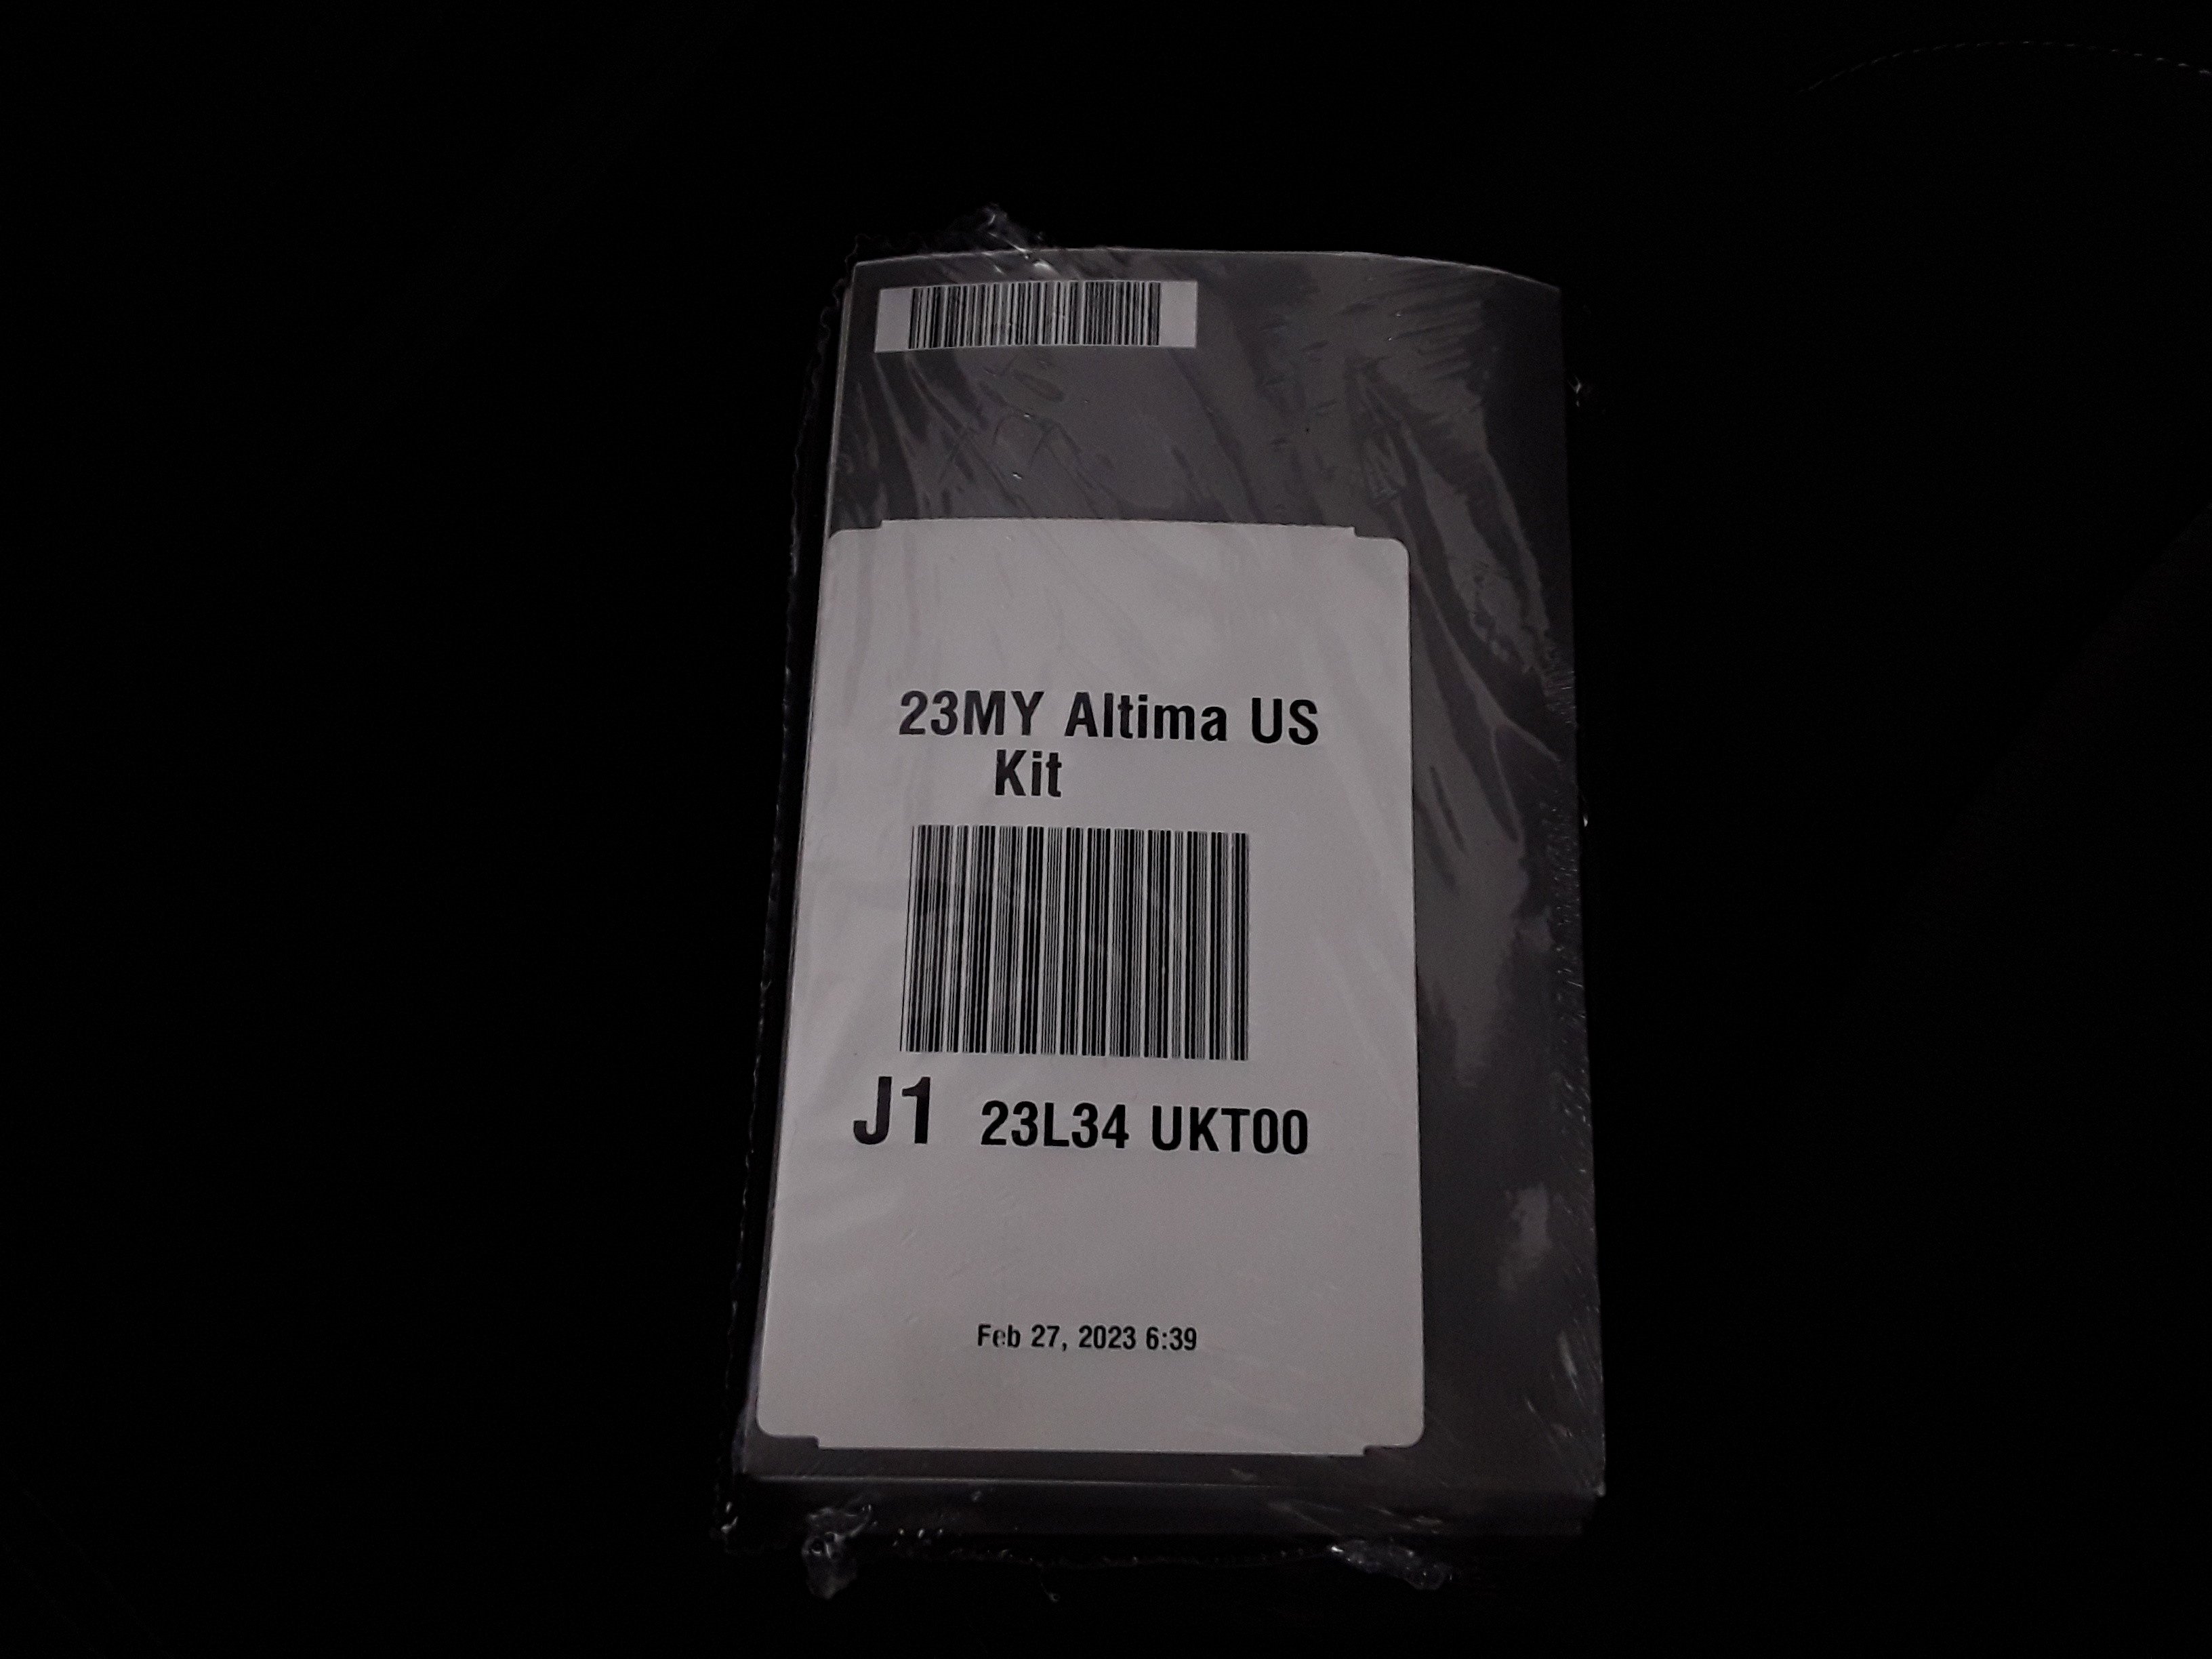 23MY Altima US
Kit
J1 23L34 UKT00
Feb 27, 2023 6:39